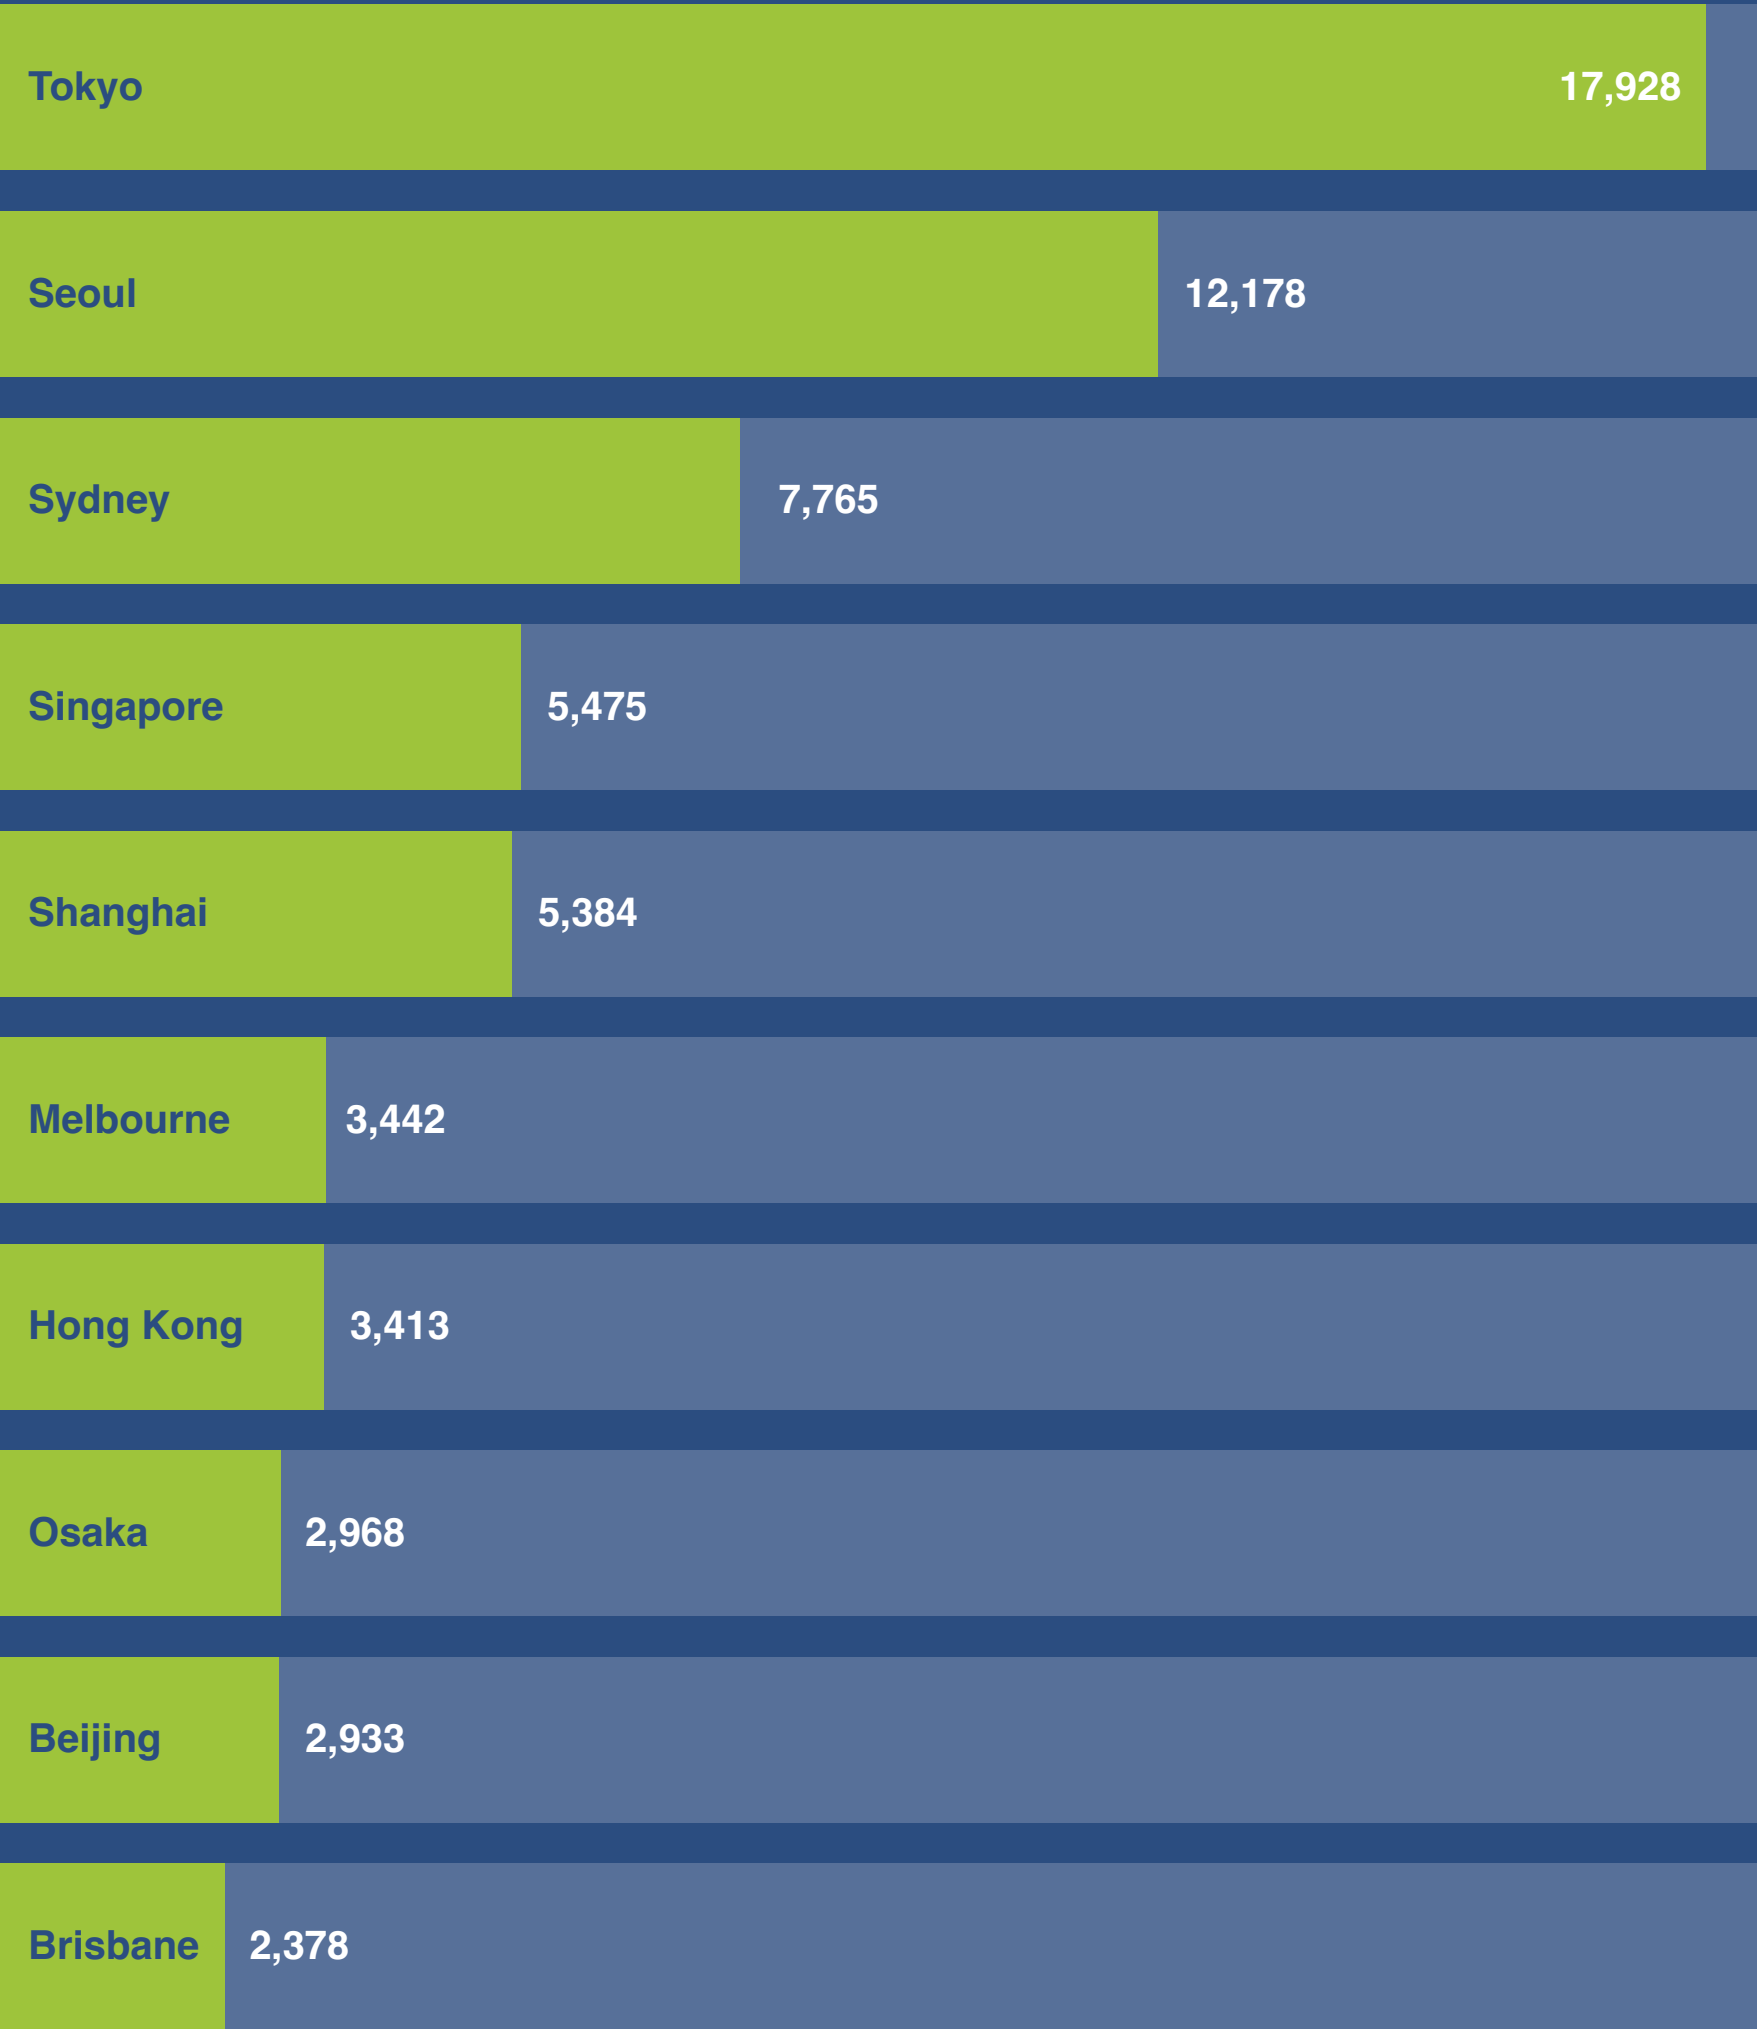 Tokyo 17,928
Seoul 12,178
Sydney 7,765
Singapore 5,475
Shanghai 5,384
Melbourne 3,442
Hong Kong 3,413
Osaka 2,968
Beijing 2,933
Brisbane 2,378